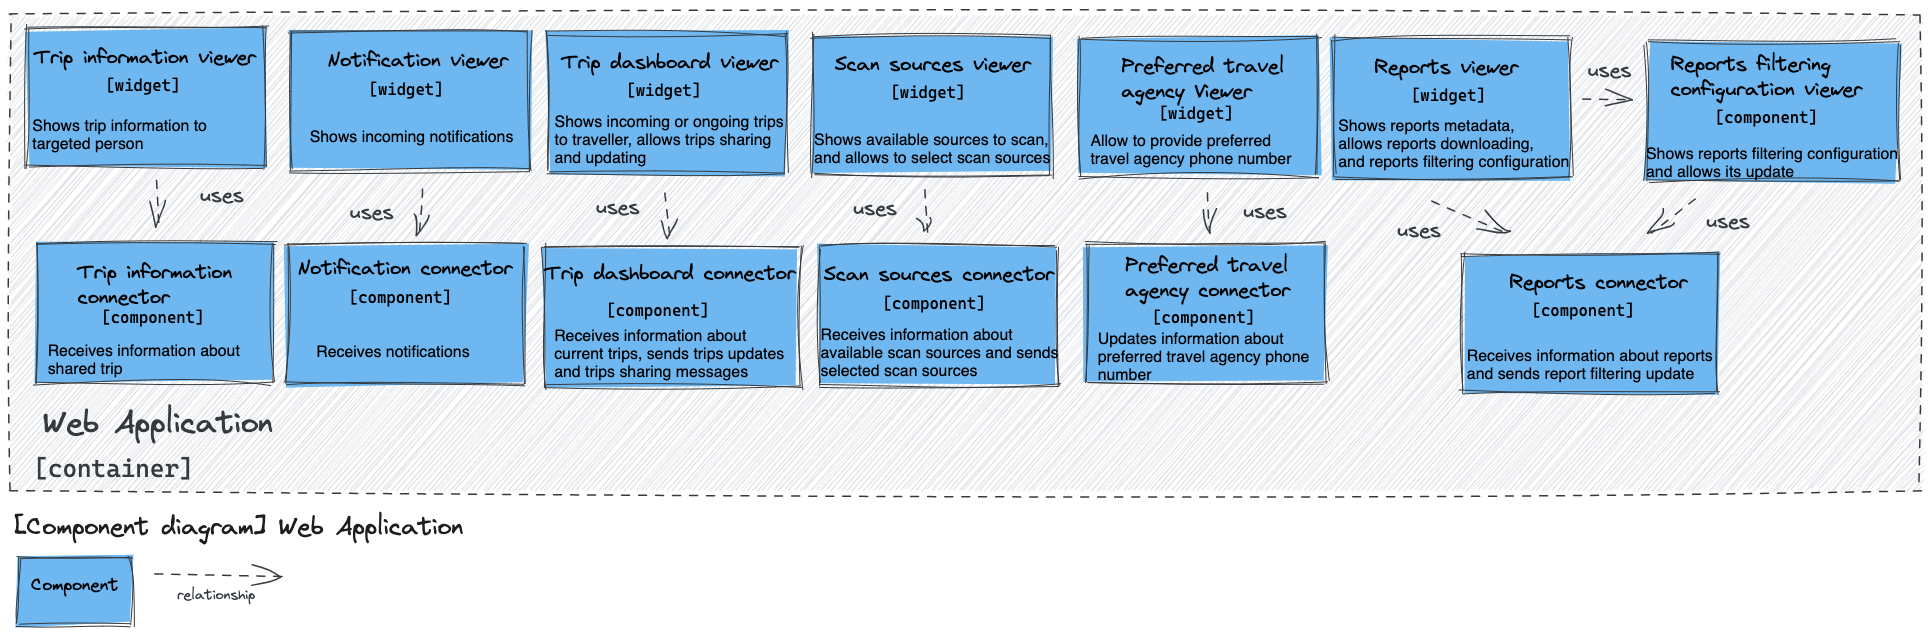 Trip information viewer
[widget]
Shows trip information to
targeted person
Notification viewer
[widget]
Shows incoming notifications
Trip dashboard viewer
[widget]
Shows incoming or ongoing trips
to traveller, allows trips sharing
and updating
Scan sources viewer
[widget]
Shows available sources to scan,
and allows to select scan sources
Preferred travel
agency Viewer
[widget]
Allow to provide preferred
travel agency phone number
Reports viewer
[widget]
Shows reports metadata,
allows reports downloading,
and reports filtering configuration
uses
Reports filtering
configuration viewer
[component]
Shows reports filtering configuration
and allows its update
uses
uses
uses
uses
uses
uses
uses
Trip information
connector
[component]
Receives information about
shared trip
Notification connector
[component]
Receives notifications
Trip dashboard connector
[component]
Receives information about
current trips, sends trips updates
and trips sharing messages
Scan sources connector
[component]
Receives information about
available scan sources and sends
selected scan sources
Preferred travel
agency connector
[component]
Updates information about
preferred travel agency phone
number
Reports connector
[component]
Receives information about reports
and sends report filtering update
Web Application
[container]
[Component diagram] Web Application
Component
relationship